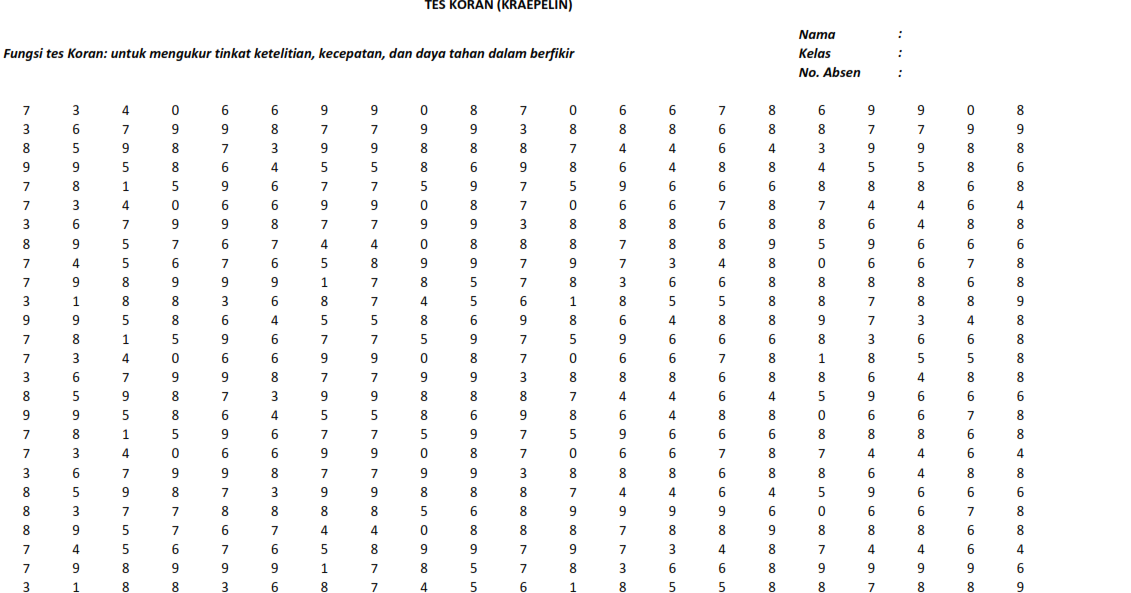 TES KORAN (KRAEPELIN)
Nama :
Fungsi tes Koran: untuk mengukur tinkat ketelitian, kecepatan, dan daya tahan dalam berfikir Kelas :
No. Absen :
7 3 4 0 6 6 9 9 0 8 7 0 6 6 7 8 6 9 9 0 8
3 6 7 9 9 8 7 7 9 9 3 8 8 8 6 8 8 7 7 9 9
8 5 9 8 7 3 9 9 8 8 8 7 4 4 6 4 3 9 9 8 8
9 9 5 8 6 4 5 5 8 6 9 8 6 4 8 8 4 5 5 8 6
7 8 1 5 9 6 7 7 5 9 7 5 9 6 6 6 8 8 8 6 8
7 3 4 0 6 6 9 9 0 8 7 0 6 6 7 8 7 4 4 6 4
3 6 7 9 9 8 7 7 9 9 3 8 8 8 6 8 8 6 4 8 8
8 9 5 7 6 7 4 4 0 8 8 8 7 8 8 9 5 9 6 6 6
7 4 5 6 7 6 5 8 9 9 7 9 7 3 4 8 0 6 6 7 8
7 9 8 9 9 9 1 7 8 5 7 8 3 6 6 8 8 8 8 6 8
3 1 8 8 3 6 8 7 4 5 6 1 8 5 5 8 8 7 8 8 9
9 9 5 8 6 4 5 5 8 6 9 8 6 4 8 8 9 7 3 4 8
7 8 1 5 9 6 7 7 5 9 7 5 9 6 6 6 8 3 6 6 8
7 3 4 0 6 6 9 9 0 8 7 0 6 6 7 8 1 8 5 5 8
3 6 7 9 9 8 7 7 9 9 3 8 8 8 6 8 8 6 4 8 8
8 5 9 8 7 3 9 9 8 8 8 7 4 4 6 4 5 9 6 6 6
9 9 5 8 6 4 5 5 8 6 9 8 6 4 8 8 0 6 6 7 8
7 8 1 5 9 6 7 7 5 9 7 5 9 6 6 6 8 8 8 6 8
7 3 4 0 6 6 9 9 0 8 7 0 6 6 7 8 7 4 4 6 4
3 6 7 9 9 8 7 7 9 9 3 8 8 8 6 8 8 6 4 8 8
8 5 9 8 7 3 9 9 8 8 8 7 4 4 6 4 5 9 6 6 6
8 3 7 7 8 8 8 8 5 6 8 9 9 9 9 6 0 6 6 7 8
8 9 5 7 6 7 4 4 0 8 8 8 7 8 8 9 8 8 8 6 8
7 4 5 6 7 6 5 8 9 9 7 9 7 3 4 8 7 4 4 6 4
7 9 8 9 9 9 1 7 8 5 7 8 3 6 6 8 9 9 9 9 6
3 1 8 8 3 6 8 7 4 5 6 1 8 5 5 8 8 7 8 8 9